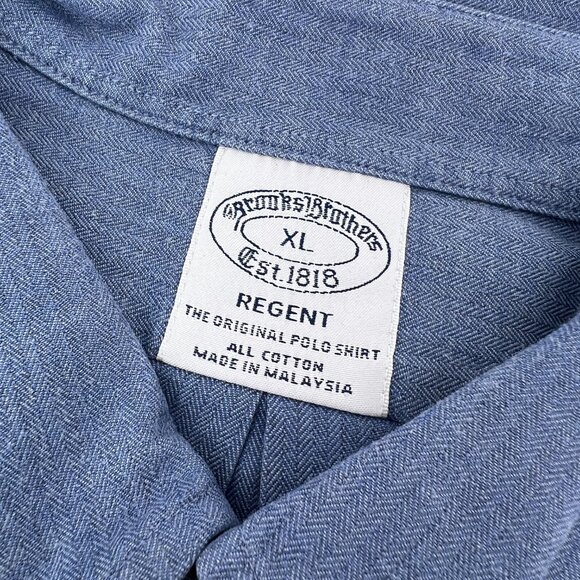 Brooks Brothers
XL
Est. 1818
REGENT
THE ORIGINAL POLO SHIRT
ALL COTTON
MADE IN MALAYSIA